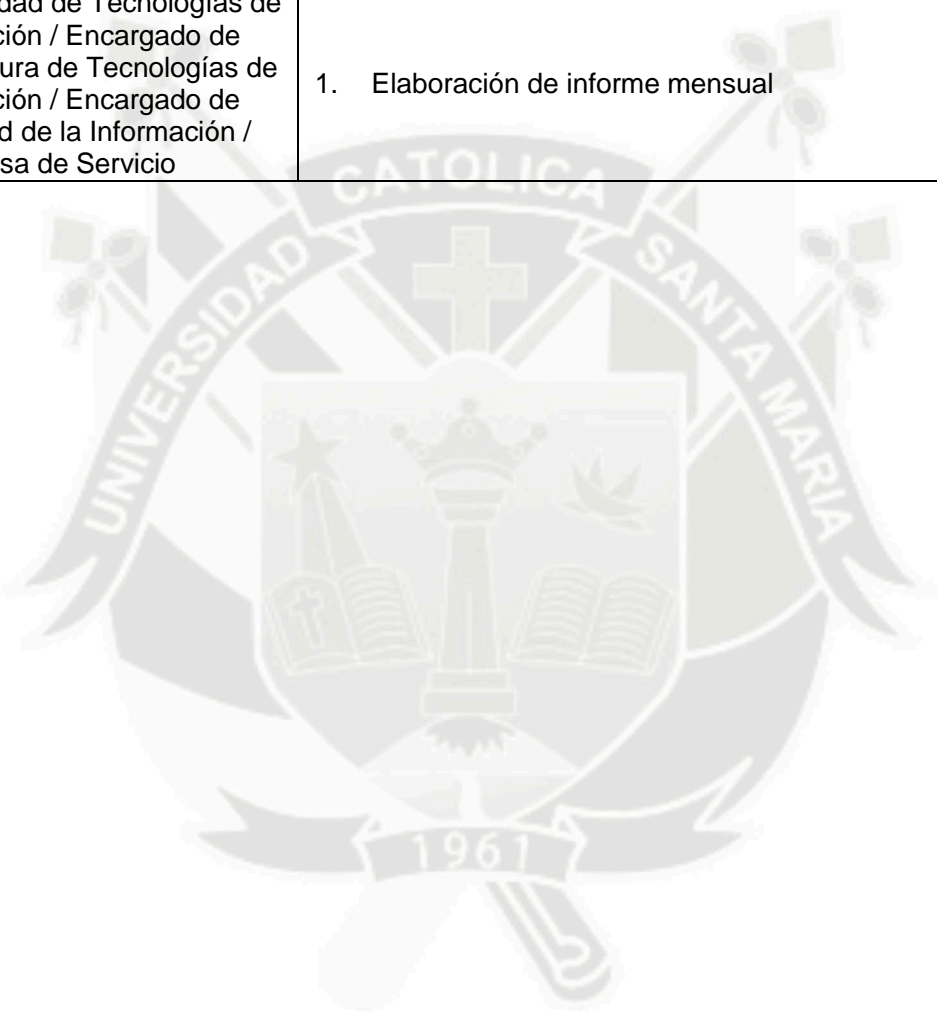 dad de Tecnologías de
ción / Encargado de
ura de Tecnologías de
ción / Encargado de
d de la Información /
sa de Servicio
1. Elaboración de informe mensual
UNIVERSIDAD CATOLICA SANTA MARIA
1961